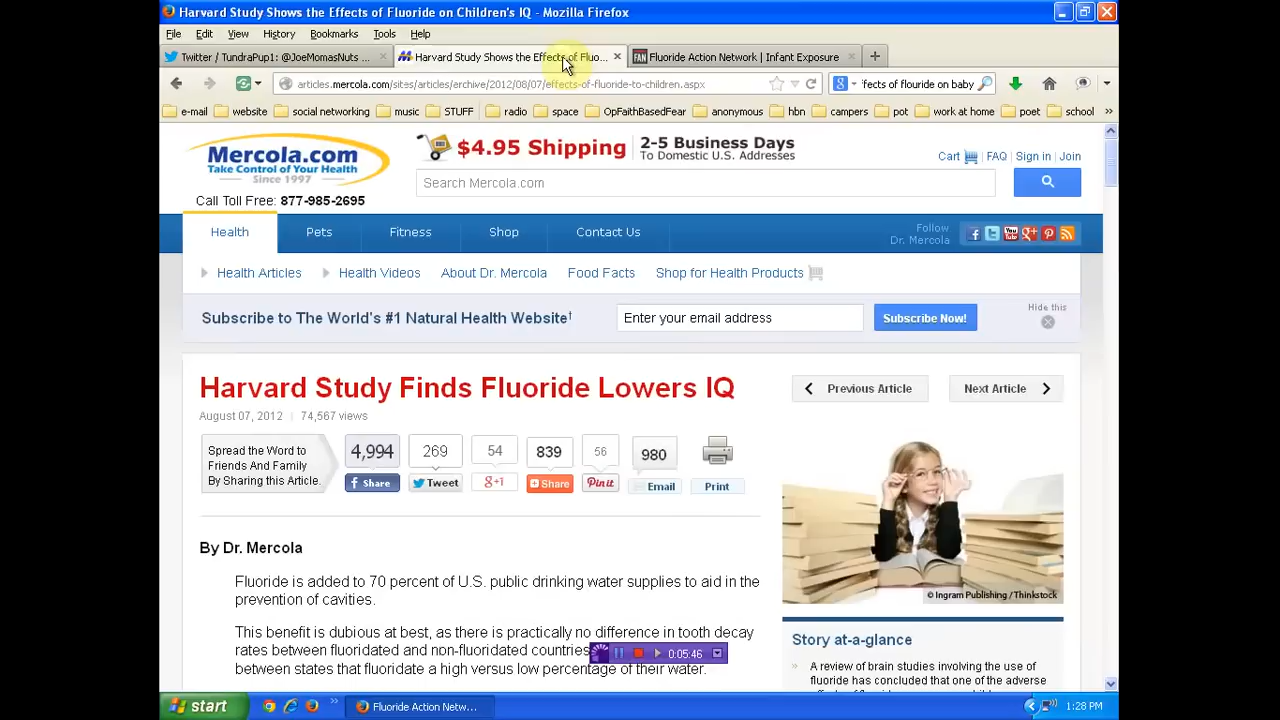 Harvard Study Shows the Effects of Fluoride on Children's IQ - Mozilla Firefox
File Edit View History Bookmarks Tools Help
Twitter / TundraPup1: @JoeMomasNuts ...
Harvard Study Shows the Effects of Fluo...
FAN Fluoride Action Network | Infant Exposure
articles.mercola.com/sites/articles/archive/2012/08/07/effects-of-fluoride-to-children.aspx
fects of flouride on baby
e-mail website social networking music STUFF radio space OpFaithBasedFear anonymous hbn campers pot work at home poet school »
Mercola.com
Take Control of Your Health
Since 1997
Call Toll Free: 877-985-2695
$4.95 Shipping
2-5 Business Days
To Domestic U.S. Addresses
Cart FAQ Sign in Join
Search Mercola.com
Health Pets Fitness Shop Contact Us
Follow
Dr. Mercola
You Tube
Health Articles Health Videos About Dr. Mercola Food Facts Shop for Health Products
Subscribe to The World's #1 Natural Health Website†
Enter your email address
Subscribe Now!
Hide this
Harvard Study Finds Fluoride Lowers IQ
August 07, 2012 | 74,567 views
Previous Article
Next Article
Spread the Word to
Friends And Family
By Sharing this Article.
4,994 269 54 839 56 980
Share Tweet g+1 Share Pinit Email Print
© Ingram Publishing / Thinkstock
By Dr. Mercola
Fluoride is added to 70 percent of U.S. public drinking water supplies to aid in the
prevention of cavities.
This benefit is dubious at best, as there is practically no difference in tooth decay
rates between fluoridated and non-fluoridated countries
between states that fluoridate a high versus low percentage of their water.
0:05:46
Story at-a-glance
A review of brain studies involving the use of
fluoride has concluded that one of the adverse
start
Fluoride Action Netw...
1:28 PM